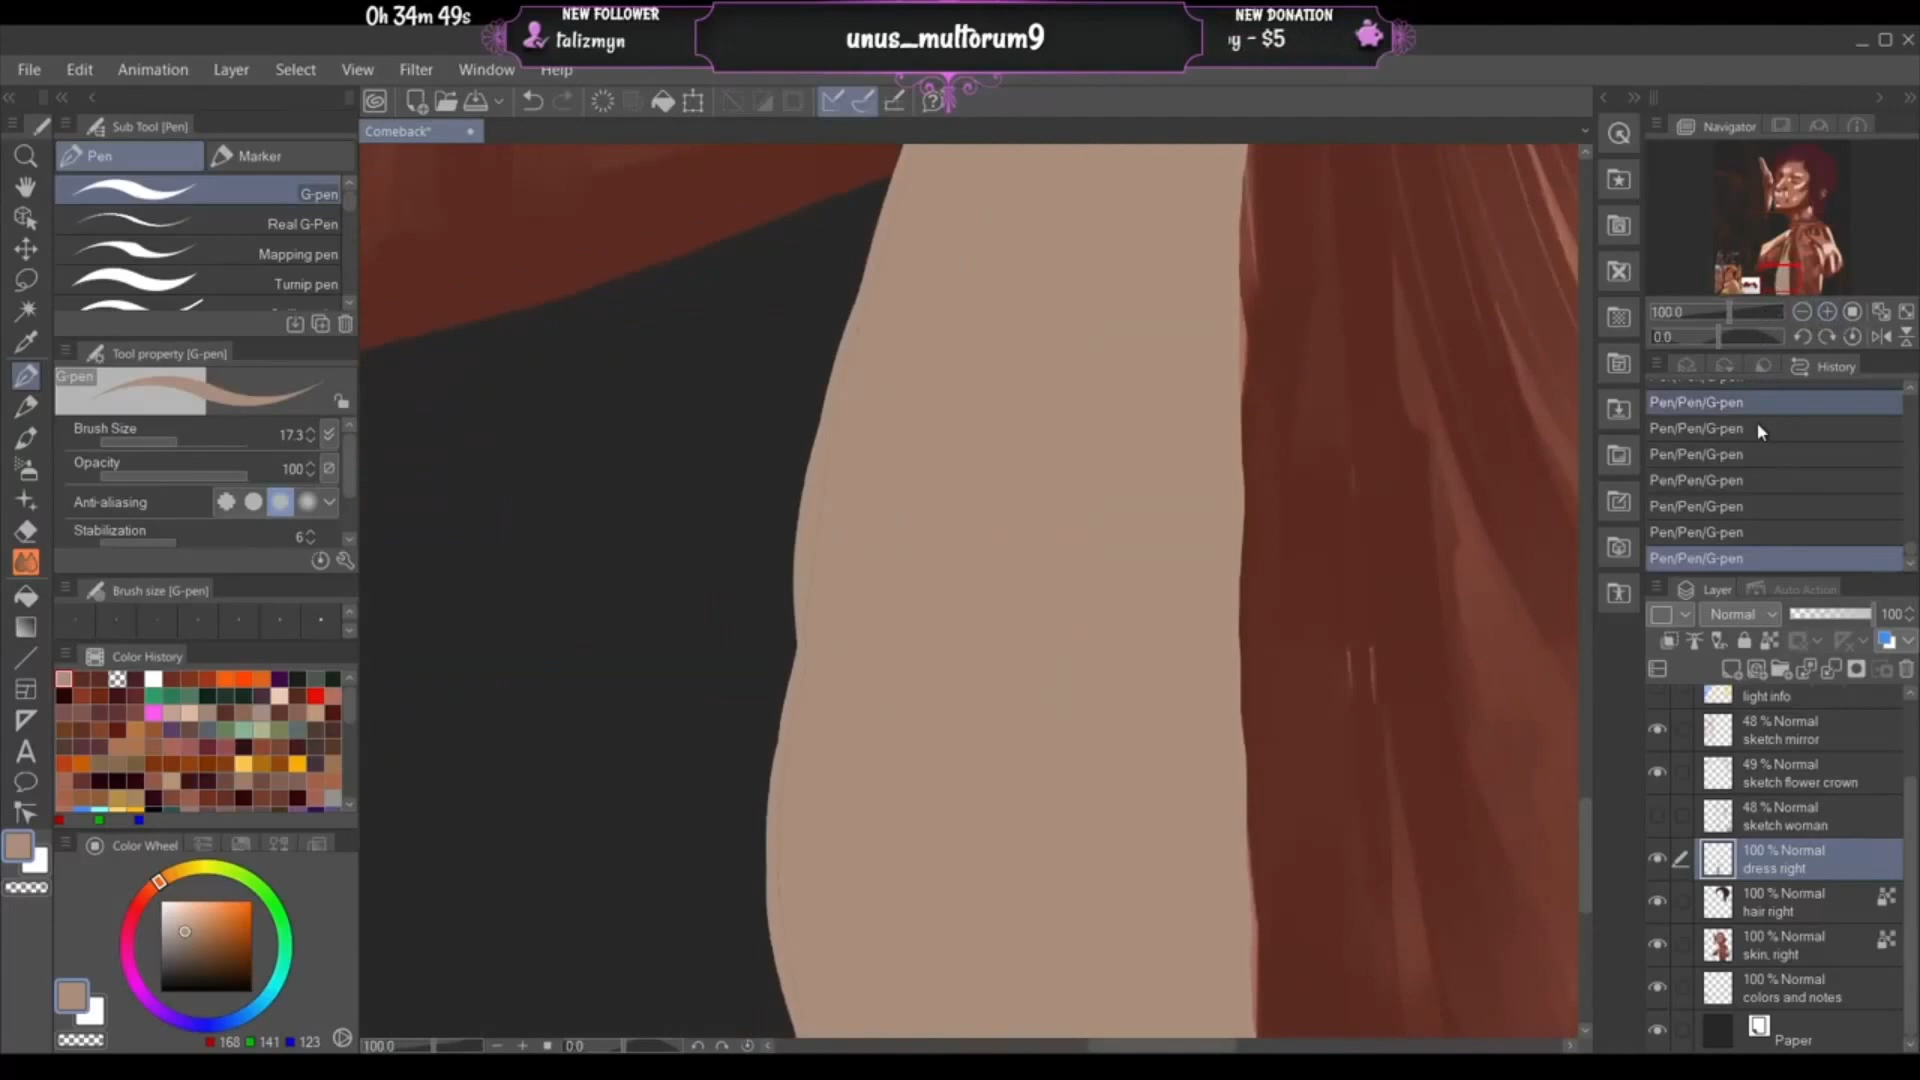 0h 34m 49s
NEW FOLLOWER
talizmyn
unus_multorum9
NEW DONATION
y - $5
File Edit Animation Layer Select View Filter Window Help
Sub Tool [Pen]
Pen
Marker
G-pen
Real G-Pen
Mapping pen
Turnip pen
Tool property [G-pen]
G-pen
Brush Size 17.3
Opacity 100
Anti-aliasing
Stabilization 6
Brush size [G-pen]
Color History
Color Wheel
168 141 123
Comeback*
100.0 0.0
Navigator
100.0
0.0
History
Pen/Pen/G-pen
Pen/Pen/G-pen
Pen/Pen/G-pen
Pen/Pen/G-pen
Pen/Pen/G-pen
Pen/Pen/G-pen
Pen/Pen/G-pen
Layer
Auto Action
Normal 100
light info
48 % Normal
sketch mirror
49 % Normal
sketch flower crown
48 % Normal
sketch woman
100 % Normal
dress right
100 % Normal
hair right
100 % Normal
skin, right
100 % Normal
colors and notes
Paper